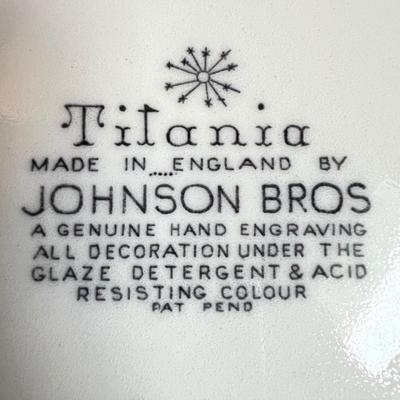 Titania
MADE IN ENGLAND BY
JOHNSON BROS
A GENUINE HAND ENGRAVING
ALL DECORATION UNDER THE
GLAZE DETERGENT & ACID
RESISTING COLOUR
PAT PEND